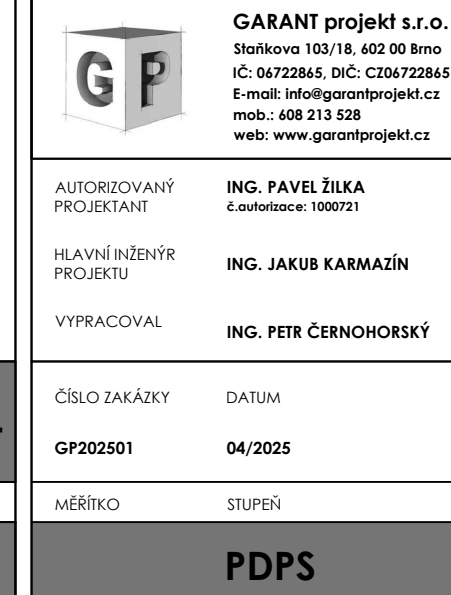 GP
GARANT projekt s.r.o.
Staňkova 103/18, 602 00 Brno
IČ: 06722865, DIČ: CZ06722865
E-mail: info@garantprojekt.cz
mob.: 608 213 528
web: www.garantprojekt.cz
AUTORIZOVANÝ PROJEKTANT
ING. PAVEL ŽILKA
č.autorizace: 1000721
HLAVNÍ INŽENÝR PROJEKTU
ING. JAKUB KARMAZÍN
VYPRACOVAL
ING. PETR ČERNOHORSKÝ
ČÍSLO ZAKÁZKY DATUM
GP202501 04/2025
MĚŘÍTKO STUPEŇ
PDPS